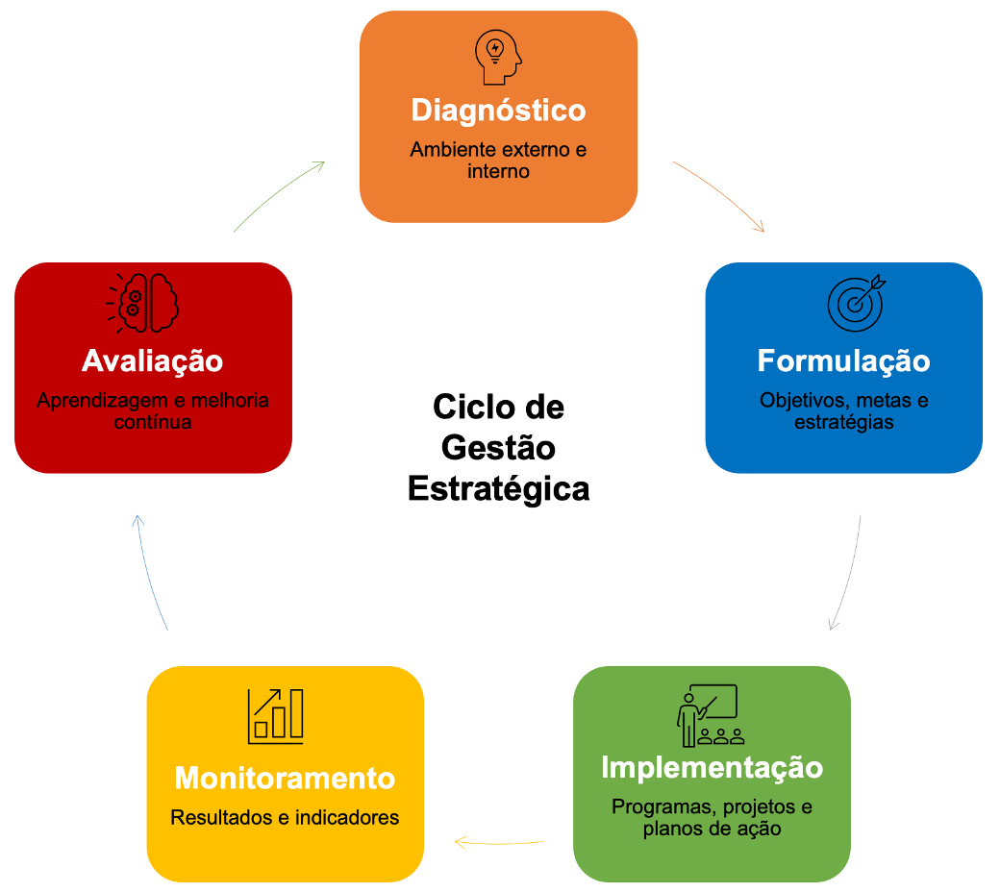 Diagnóstico
Ambiente externo e
interno
Formulação
Objetivos, metas e
estratégias
Implementação
Programas, projetos e
planos de ação
Monitoramento
Resultados e indicadores
Avaliação
Aprendizagem e melhoria
contínua
Ciclo de
Gestão
Estratégica